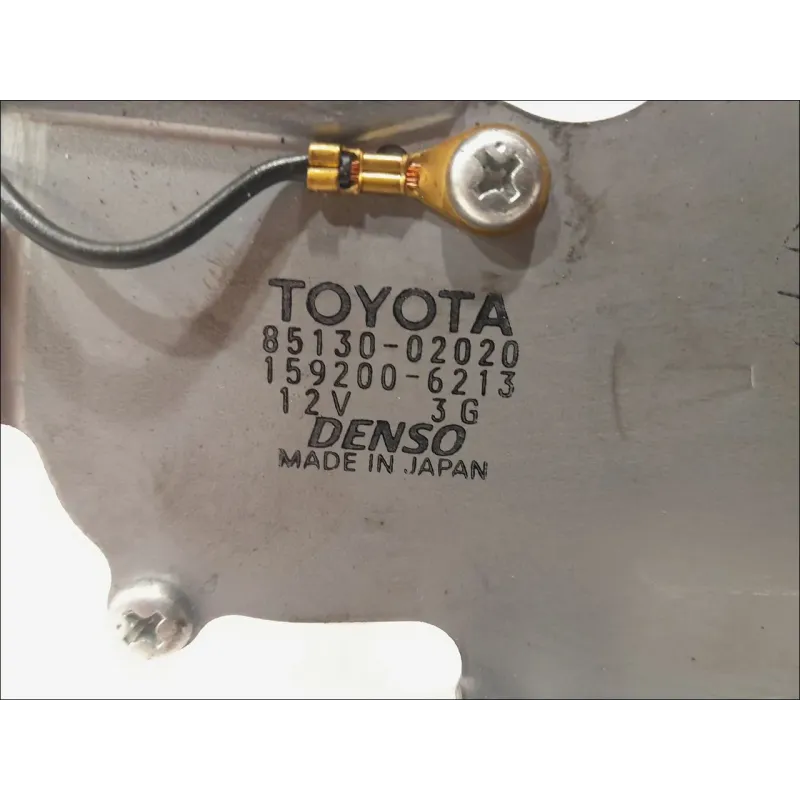 TOYOTA
85130-02020
159200-6213
12V 3G
DENSO
MADE IN JAPAN